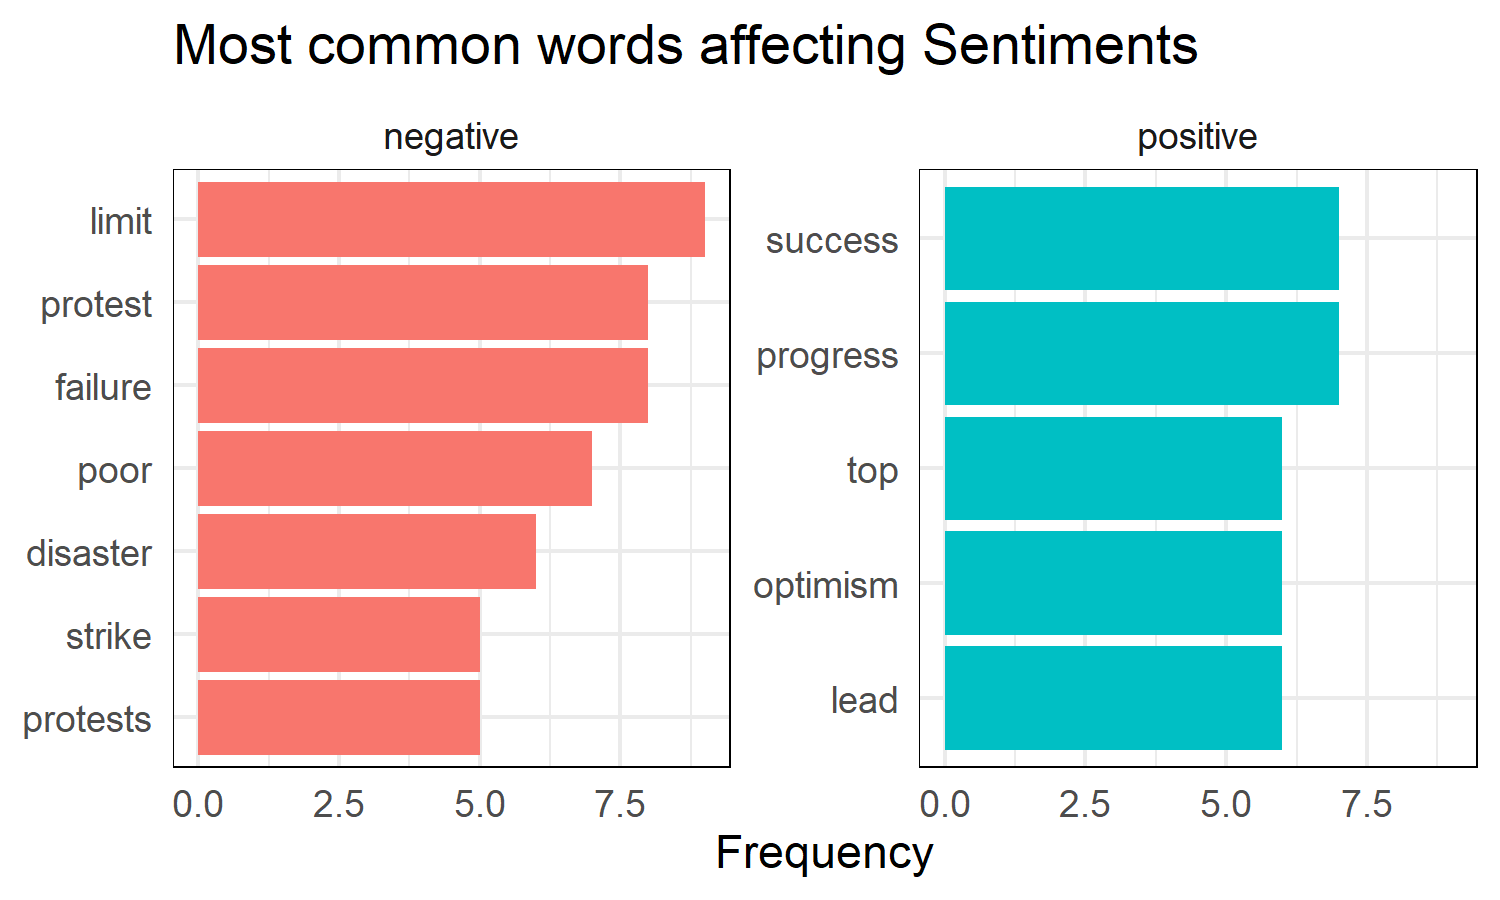 Most common words affecting Sentiments
negative
limit
protest
failure
poor
disaster
strike
protests
0.0 2.5 5.0 7.5
positive
success
progress
top
optimism
lead
0.0 2.5 5.0 7.5
Frequency